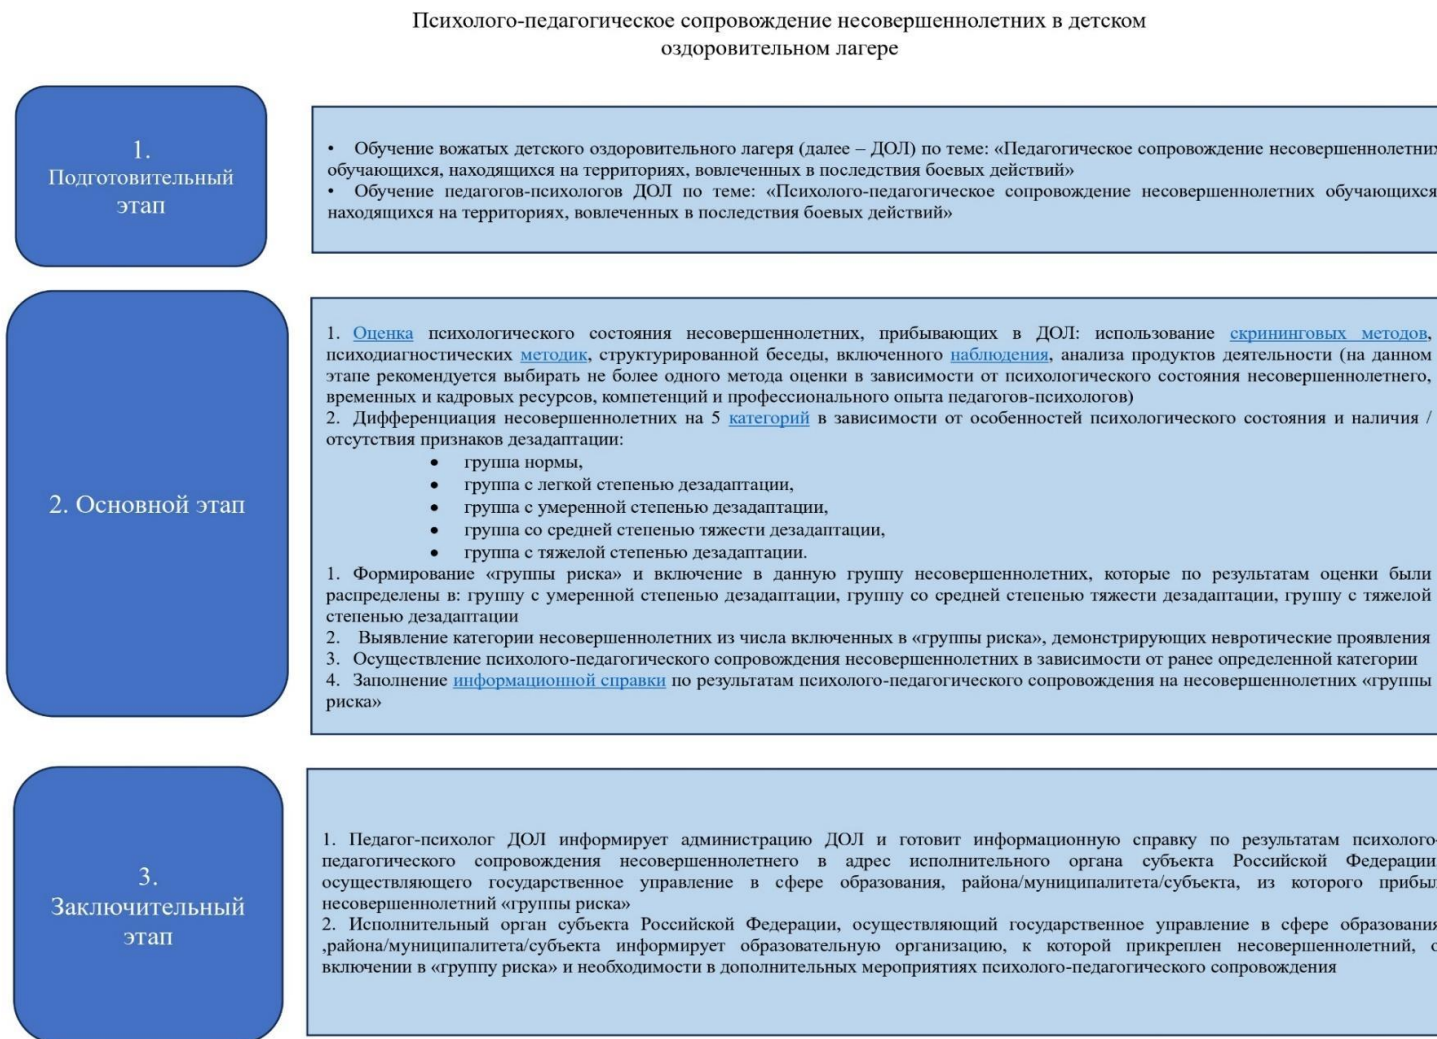 Психолого-педагогическое сопровождение несовершеннолетних в детском
оздоровительном лагере
1.
Подготовительный
этап
• Обучение вожатых детского оздоровительного лагеря (далее – ДОЛ) по теме: «Педагогическое сопровождение несовершеннолетних
обучающихся, находящихся на территориях, вовлеченных в последствия боевых действий»
• Обучение педагогов-психологов ДОЛ по теме: «Психолого-педагогическое сопровождение несовершеннолетних обучающихся
находящихся на территориях, вовлеченных в последствия боевых действий»
2. Основной этап
1. Оценка психологического состояния несовершеннолетних, прибывающих в ДОЛ: использование скрининговых методов,
психодиагностических методик, структурированной беседы, включенного наблюдения, анализа продуктов деятельности (на данном
этапе рекомендуется выбирать не более одного метода оценки в зависимости от психологического состояния несовершеннолетнего,
временных и кадровых ресурсов, компетенций и профессионального опыта педагогов-психологов)
2. Дифференциация несовершеннолетних на 5 категорий в зависимости от особенностей психологического состояния и наличия /
отсутствия признаков дезадаптации:
• группа нормы,
• группа с легкой степенью дезадаптации,
• группа с умеренной степенью дезадаптации,
• группа со средней степенью тяжести дезадаптации,
• группа с тяжелой степенью дезадаптации.
1. Формирование «группы риска» и включение в данную группу несовершеннолетних, которые по результатам оценки были
распределены в: группу с умеренной степенью дезадаптации, группу со средней степенью тяжести дезадаптации, группу с тяжелой
степенью дезадаптации
2. Выявление категории несовершеннолетних из числа включенных в «группы риска», демонстрирующих невротические проявления
3. Осуществление психолого-педагогического сопровождения несовершеннолетних в зависимости от ранее определенной категории
4. Заполнение информационной справки по результатам психолого-педагогического сопровождения на несовершеннолетних «группы
риска»
3.
Заключительный
этап
1. Педагог-психолог ДОЛ информирует администрацию ДОЛ и готовит информационную справку по результатам психолого-
педагогического сопровождения несовершеннолетнего в адрес исполнительного органа субъекта Российской Федерации
осуществляющего государственное управление в сфере образования, района/муниципалитета/субъекта, из которого прибыл
несовершеннолетний «группы риска»
2. Исполнительный орган субъекта Российской Федерации, осуществляющий государственное управление в сфере образования
,района/муниципалитета/субъекта информирует образовательную организацию, к которой прикреплен несовершеннолетний, о
включении в «группу риска» и необходимости в дополнительных мероприятиях психолого-педагогического сопровождения